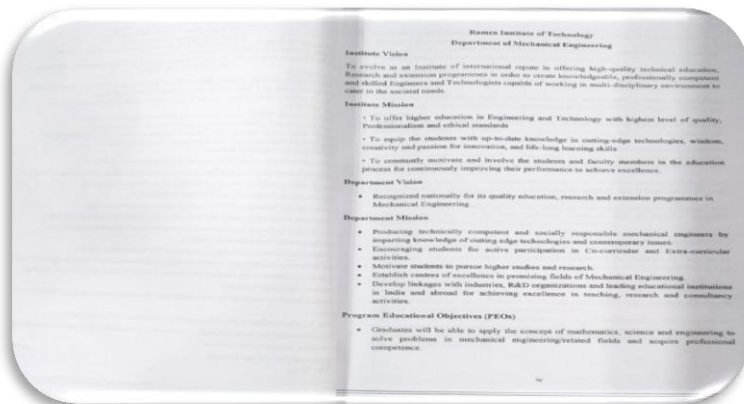 Ramco Institute of Technology
Department of Mechanical Engineering
Institute Vision
To evolve as an Institute of international repute in offering high-quality technical education,
Research and extension programmes in order to create knowledgeable, professionally competent
and skilled Engineers and Technologists capable of working in multi-disciplinary environment to
cater to the societal needs.
Institute Mission
• To offer higher education in Engineering and Technology with highest level of quality,
Professionalism and ethical standards
• To equip the students with up-to-date knowledge in cutting-edge technologies, wisdom,
creativity and passion for innovation, and life-long learning skills
• To constantly motivate and involve the students and faculty members in the education
process for continuously improving their performance to achieve excellence.
Department Vision
• Recognized nationally for its quality education, research and extension programmes in
Mechanical Engineering
Department Mission
• Producing technically competent and socially responsible mechanical engineers by
imparting knowledge of cutting edge technologies and contemporary issues.
• Encouraging students for active participation in Co-curricular and Extra-curricular
activities.
• Motivate students to pursue higher studies and research.
• Establish centres of excellence in promising fields of Mechanical Engineering
• Develop linkages with industries, R&D organizations and leading educational institutions
in India and abroad for achieving excellence in teaching, research and consultancy
activities.
Program Educational Objectives (PEOs)
• Graduates will be able to apply the concept of mathematics, science and engineering to
solve problems in mechanical engineering/related fields and acquire professional
competence.